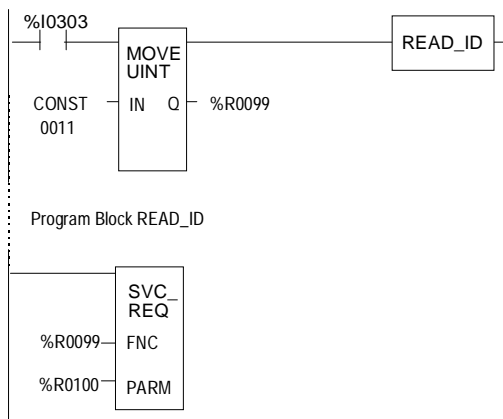 %I0303
MOVE
UINT
READ_ID
CONST
0011
IN Q
%R0099
Program Block READ_ID
SVC_
REQ
%R0099
FNC
%R0100
PARM